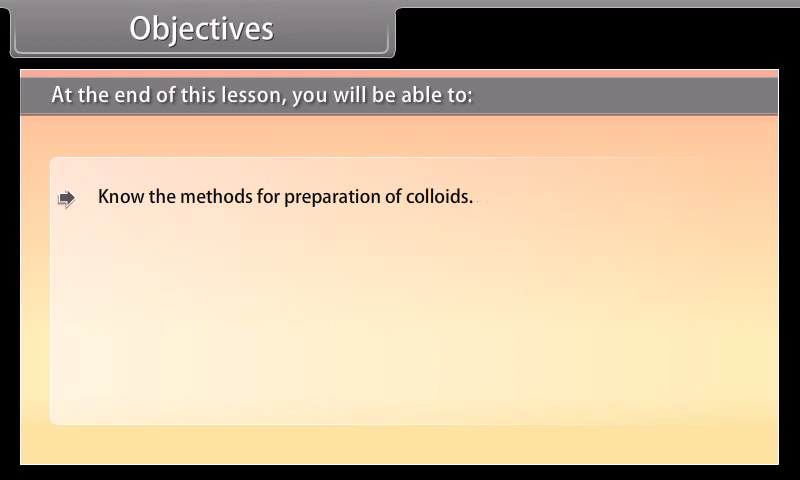 Objectives
At the end of this lesson, you will be able to:
Know the methods for preparation of colloids.